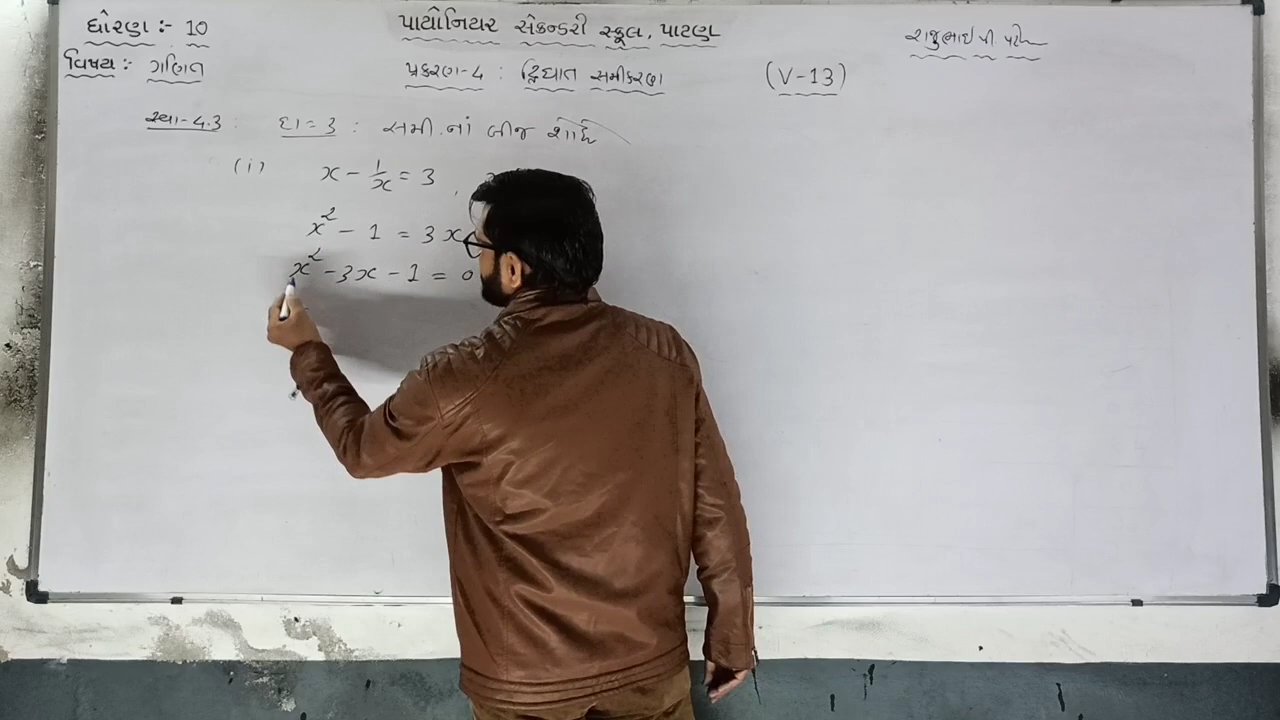 ધોરણ :- 10
પાયોનિયર સેકન્ડરી સ્કૂલ, પાટણ
રાજુભાઇ પી. પટેલ
વિષય :- ગણિત
પ્રકરણ-4 : દ્વિઘાત સમીકરણ
(V-13)
સ્વા-4.3 : દા=3 : સમી.નાં બીજ શોધો
(i) x - 1/x = 3 ,
x² - 1 = 3x
x² - 3x - 1 = 0